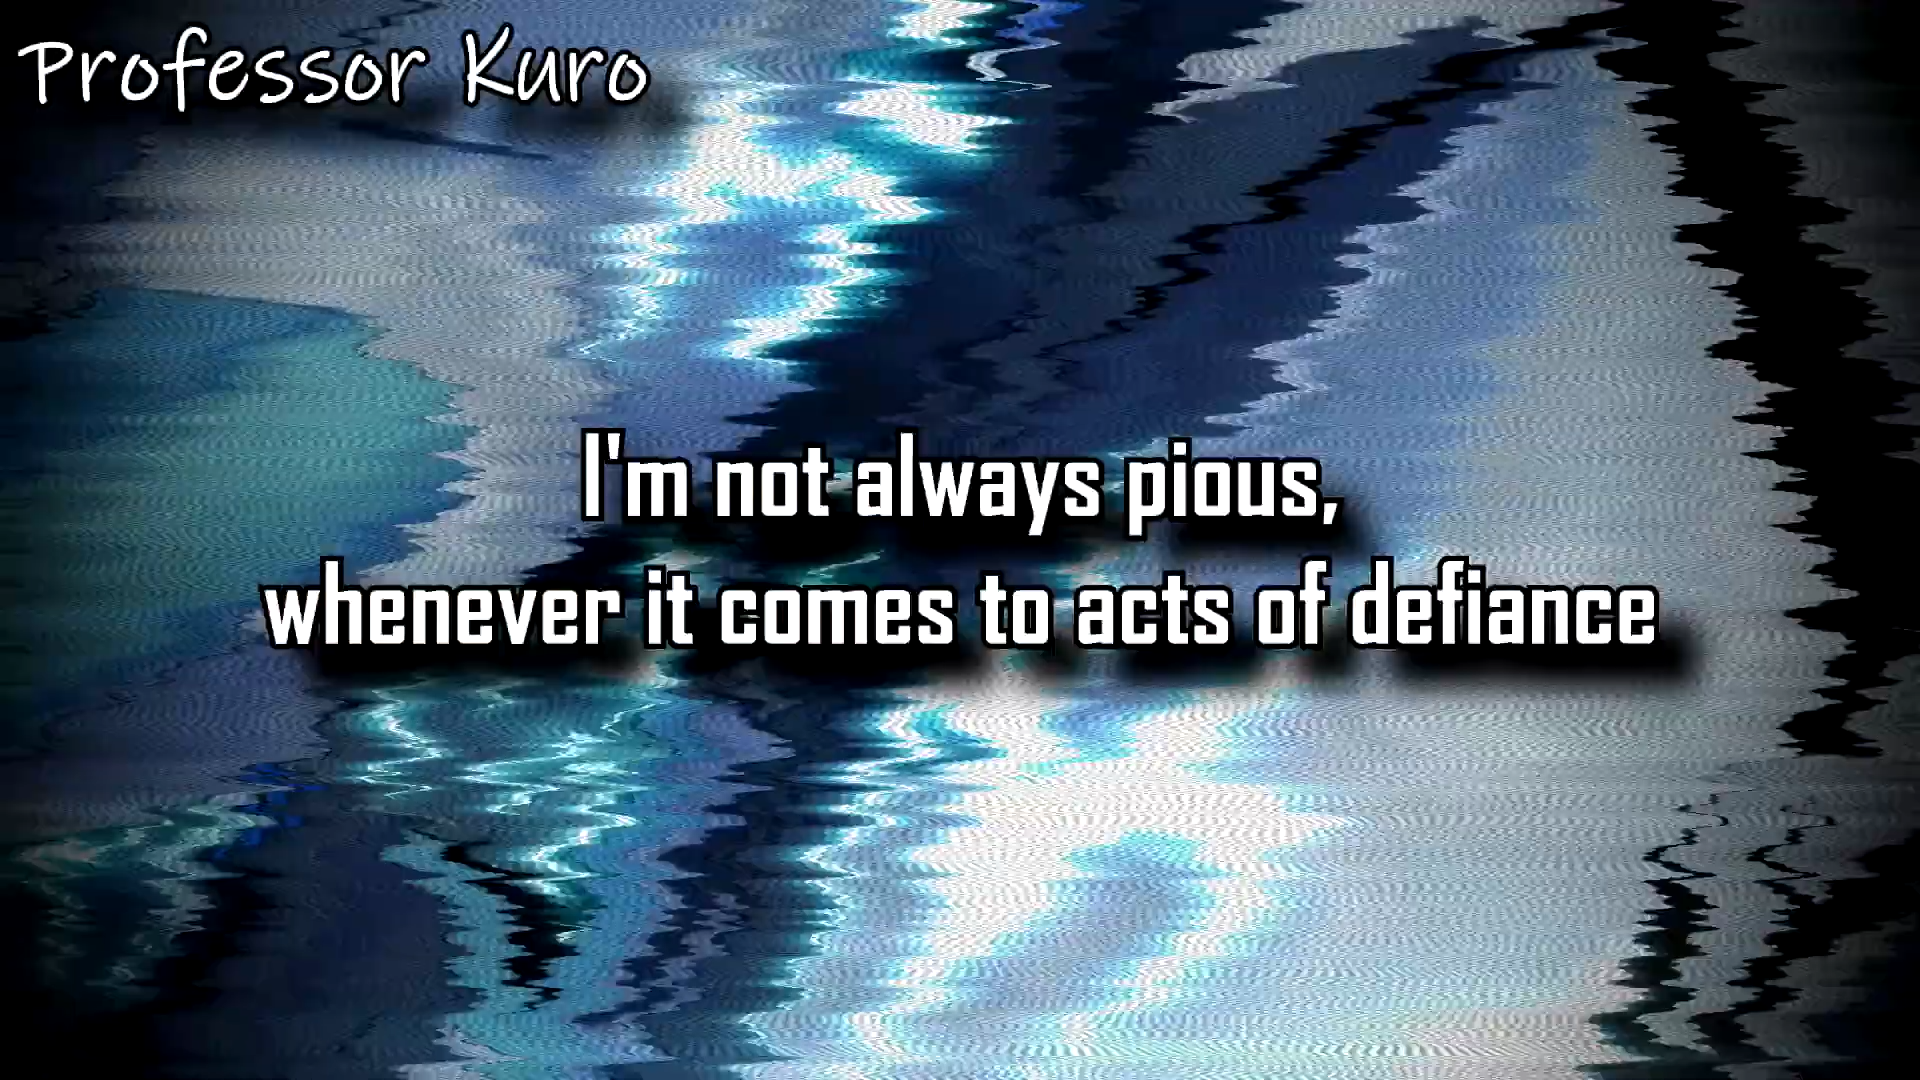 Professor Kuro
I'm not always pious,
whenever it comes to acts of defiance